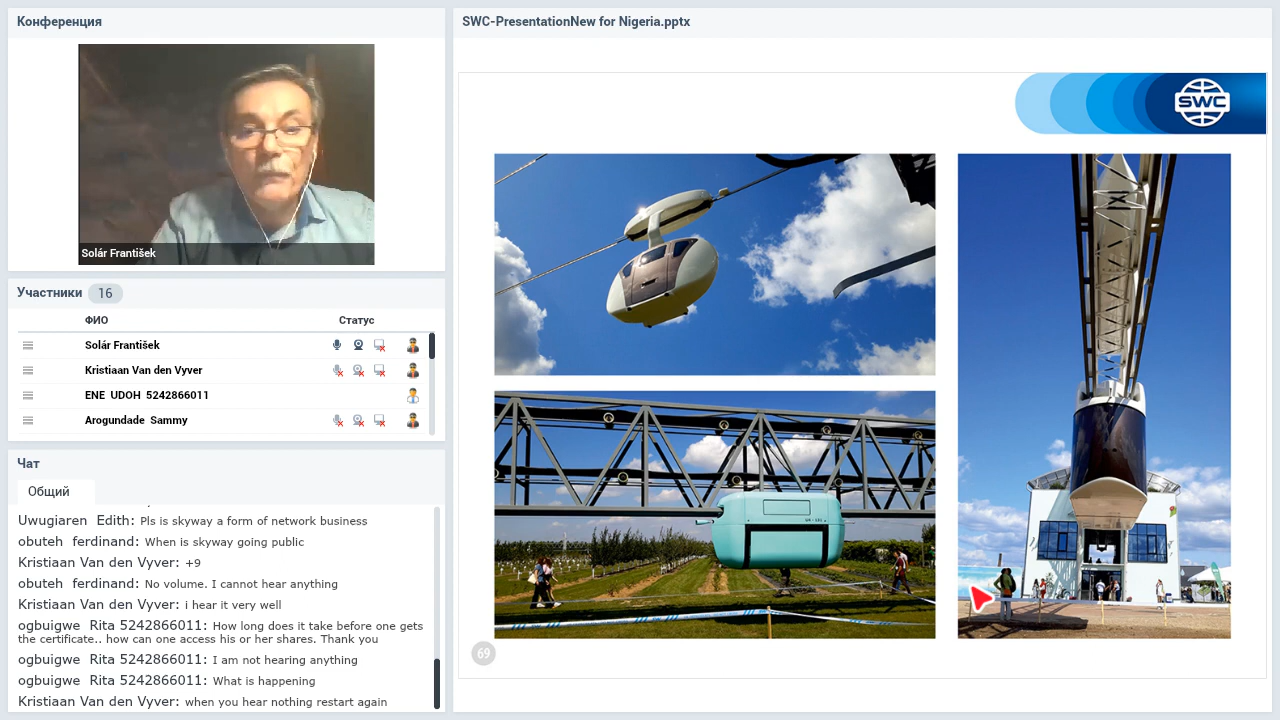 Конференция
Solár František
Участники 16
ФИО Статус
Solár František
Kristiaan Van den Vyver
ENE UDOH 5242866011
Arogundade Sammy
Чат
Общий
Uwugiaren Edith: Pls is skyway a form of network business
obuteh ferdinand: When is skyway going public
Kristiaan Van den Vyver: +9
obuteh ferdinand: No volume. I cannot hear anything
Kristiaan Van den Vyver: i hear it very well
ogbuigwe Rita 5242866011: How long does it take before one gets
the certificate.. how can one access his or her shares. Thank you
ogbuigwe Rita 5242866011: I am not hearing anything
ogbuigwe Rita 5242866011: What is happening
Kristiaan Van den Vyver: when you hear nothing restart again
SWC-PresentationNew for Nigeria.pptx
SWC
69